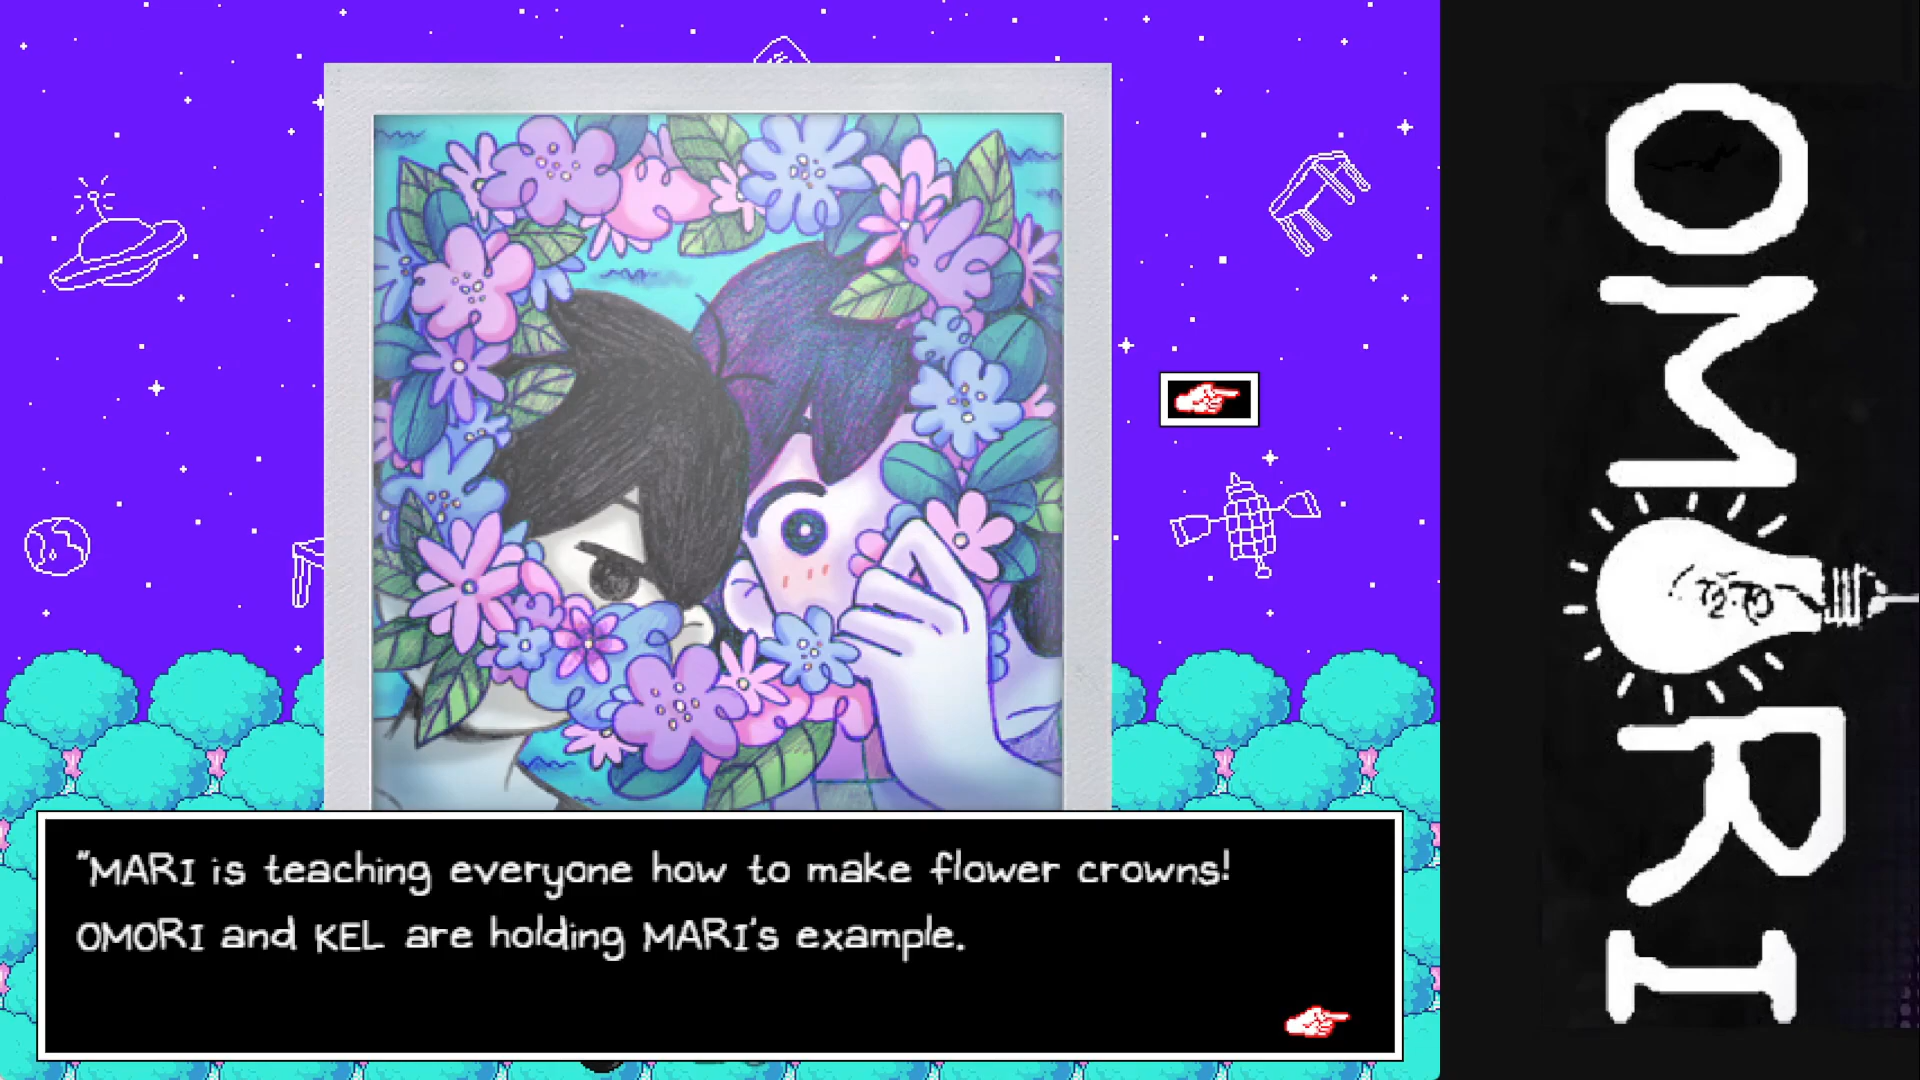 "MARI is teaching everyone how to make flower crowns!
OMORI and KEL are holding MARI's example.
OMORI